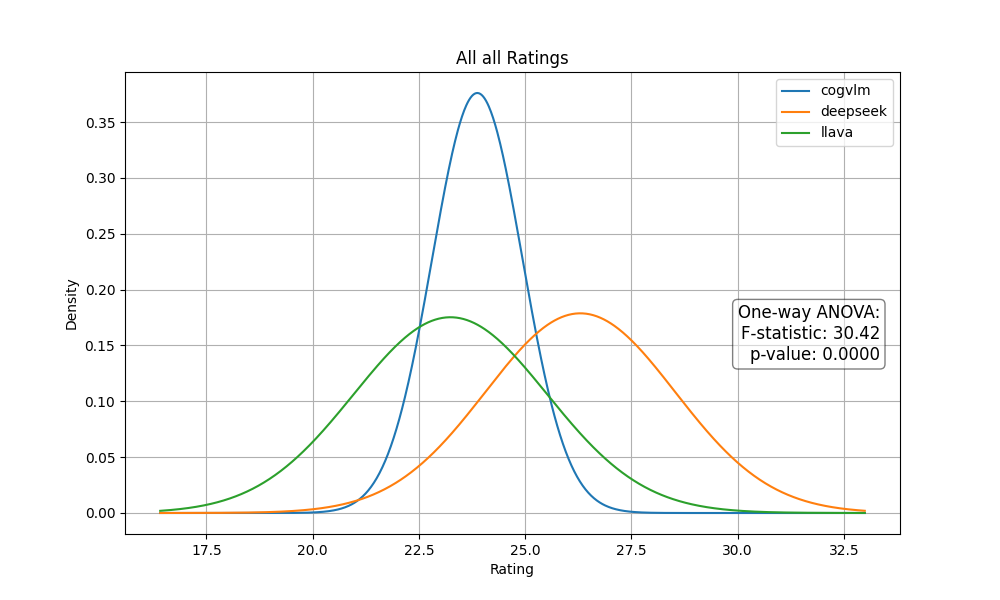 All all Ratings
cogvlm
deepseek
llava
Density
0.35
0.30
0.25
0.20
0.15
0.10
0.05
0.00
One-way ANOVA:
F-statistic: 30.42
p-value: 0.0000
17.5 20.0 22.5 25.0 27.5 30.0 32.5
Rating